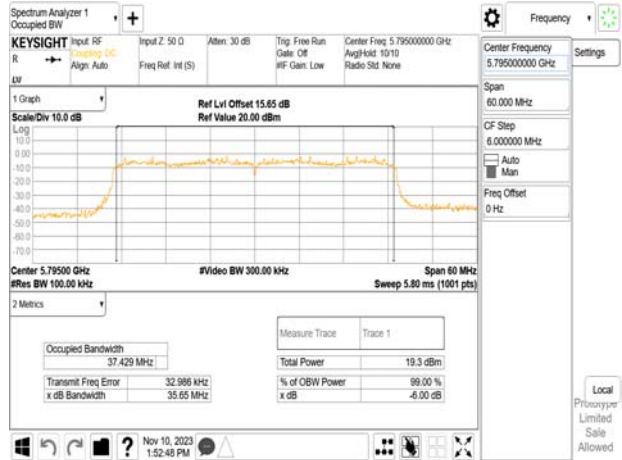 Spectrum Analyzer 1
Occupied BW
Frequency
KEYSIGHT
R
Input: RF
Coupling: DC
Align: Auto
Input Z: 50 Ω
Freq Ref: Int (S)
Atten: 30 dB
Trig: Free Run
Gate: Off
#IF Gain: Low
Center Freq: 5.795000000 GHz
Avg|Hold: 10/10
Radio Std: None
Center Frequency
5.795000000 GHz
Settings
Span
60.000 MHz
CF Step
6.000000 MHz
Auto
Man
Freq Offset
0 Hz
1 Graph
Scale/Div 10.0 dB
Ref Lvl Offset 15.65 dB
Ref Value 20.00 dBm
Log
10.0
0.00
-10.0
-20.0
-30.0
-40.0
-50.0
-60.0
-70.0
Center 5.79500 GHz
#Res BW 100.00 kHz
#Video BW 300.00 kHz
Span 60 MHz
Sweep 5.80 ms (1001 pts)
2 Metrics
Measure Trace Trace 1
Occupied Bandwidth
37.429 MHz
Total Power 19.3 dBm
Transmit Freq Error 32.986 kHz
% of OBW Power 99.00 %
x dB Bandwidth 35.65 MHz
x dB -6.00 dB
Local
Prototype
Limited
Sale
Allowed
?
Nov 10, 2023
1:52:48 PM